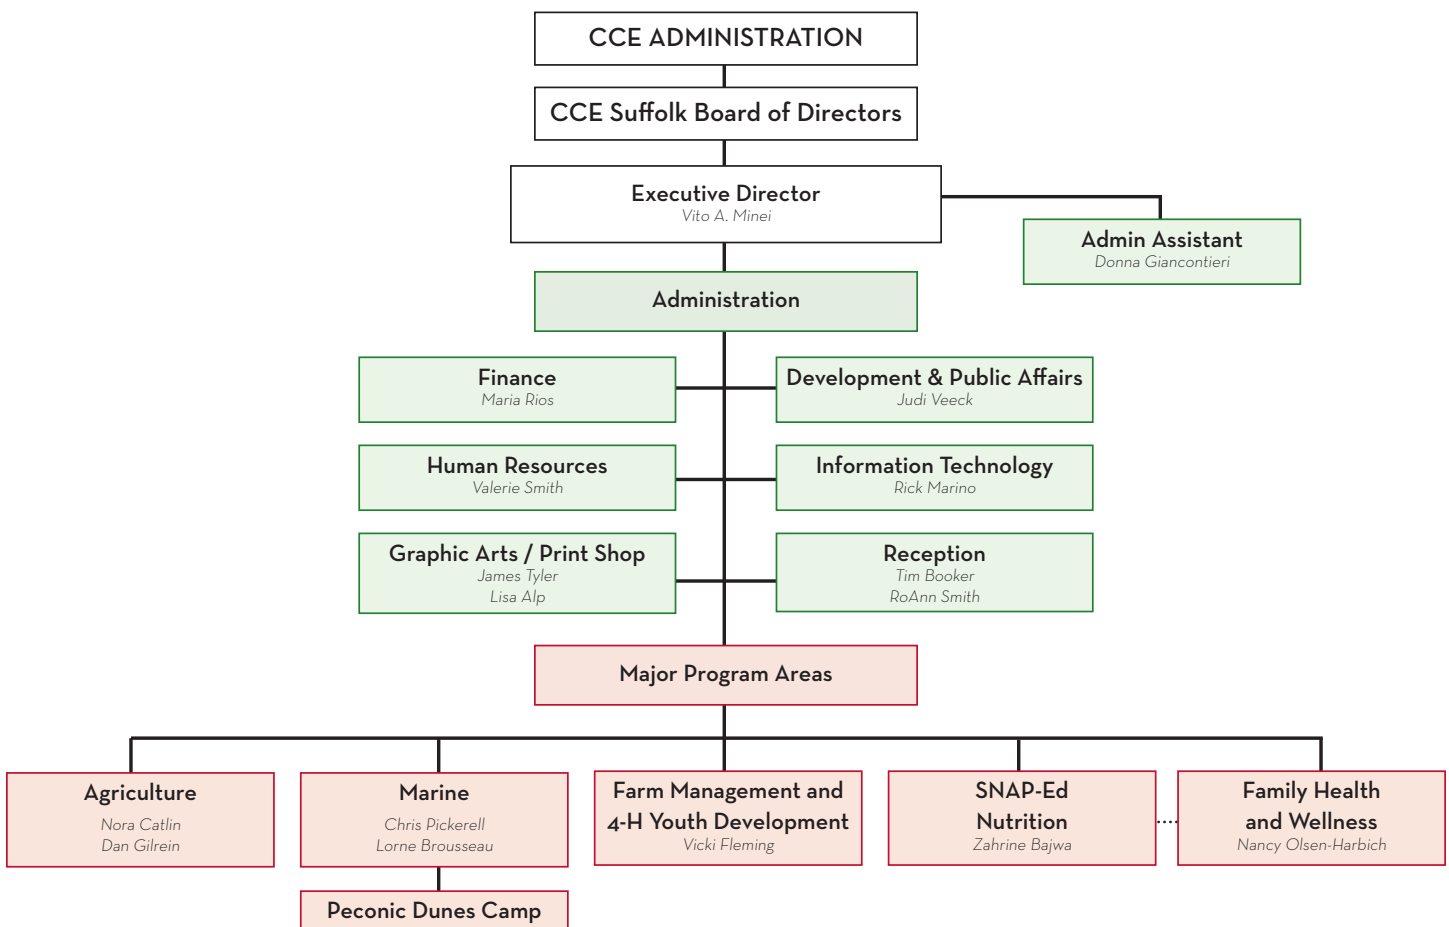 CCE ADMINISTRATION
CCE Suffolk Board of Directors
Executive Director
Vito A. Minei
Admin Assistant
Donna Giancontieri
Administration
Finance
Maria Rios
Development & Public Affairs
Judi Veeck
Human Resources
Valerie Smith
Information Technology
Rick Marino
Graphic Arts / Print Shop
James Tyler
Lisa Alp
Reception
Tim Booker
RoAnn Smith
Major Program Areas
Agriculture
Nora Catlin
Dan Gilrein
Marine
Chris Pickerell
Lorne Brousseau
Farm Management and
4-H Youth Development
Vicki Fleming
SNAP-Ed
Nutrition
Zahrine Bajwa
Family Health
and Wellness
Nancy Olsen-Harbich
Peconic Dunes Camp